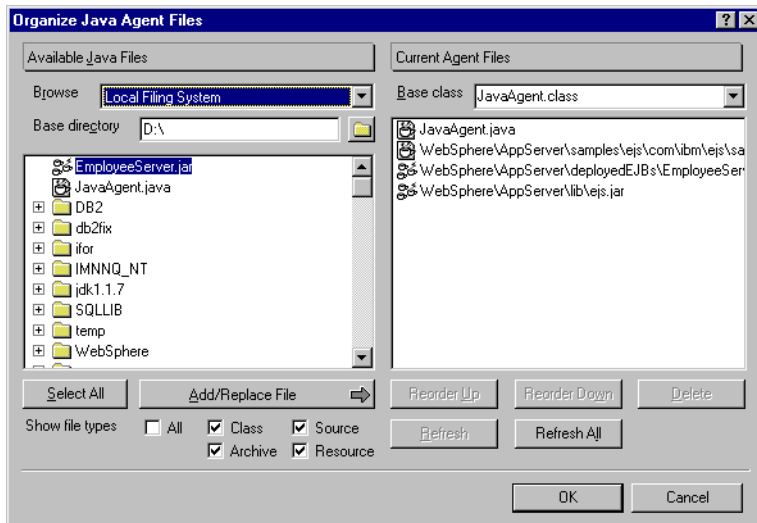 Organize Java Agent Files
Available Java Files
Browse
Local Filing System
Base directory
D:\
EmployeeServer.jar
JavaAgent.java
DB2
db2fix
ifor
IMNNQ_NT
jdk1.1.7
SQLLIB
temp
WebSphere
Select All
Add/Replace File
Show file types
All
Class
Source
Archive
Resource
Current Agent Files
Base class
JavaAgent.class
JavaAgent.java
WebSphere\AppServer\samples\ejs\com\ibm\ejs\sa
WebSphere\AppServer\deployedEJBs\EmployeeSer
WebSphere\AppServer\lib\ejs.jar
Reorder Up
Reorder Down
Delete
Refresh
Refresh All
OK
Cancel